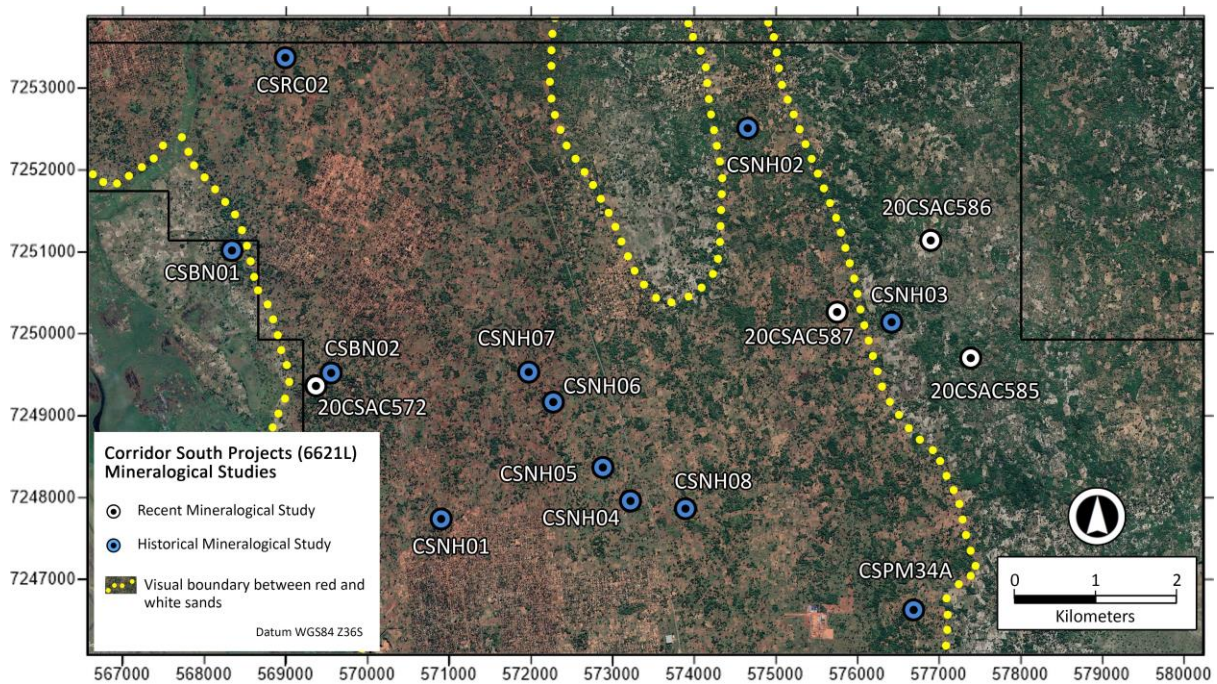 7253000
7252000
7251000
7250000
7249000
7248000
7247000
CSRC02
CSNH02
20CSAC586
CSBN01
CSNH03
20CSAC587
CSNH07
CSBN02
CSNH06
20CSAC572
20CSAC585
CSNH05
CSNH08
CSNH04
CSNH01
CSPM34A
Corridor South Projects (6621L)
Mineralogical Studies
Recent Mineralogical Study
Historical Mineralogical Study
Visual boundary between red and
white sands
Datum WGS84 Z36S
0 1 2
Kilometers
567000 568000 569000 570000 571000 572000 573000 574000 575000 576000 577000 578000 579000 580000